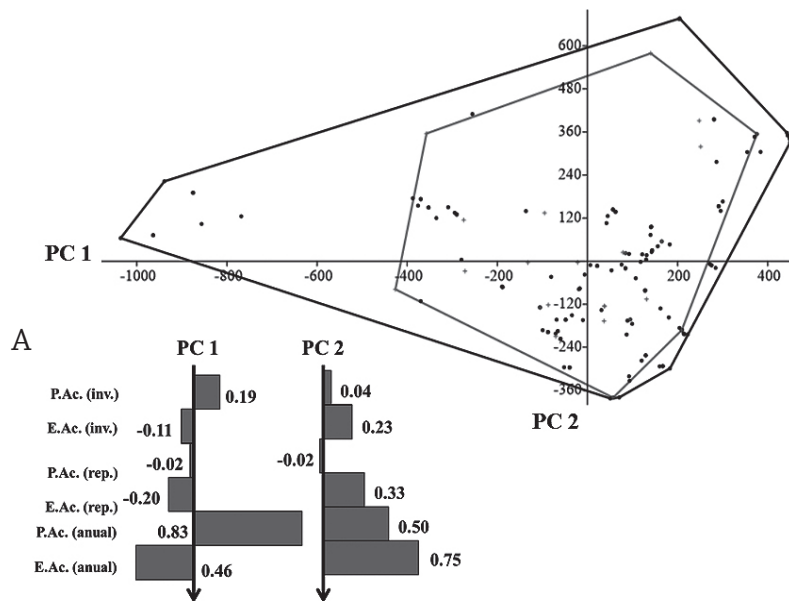 600
480
360
240
120
PC 1
-1000 -800 -600 -400 -200 200 400
-120
-240
-360
PC 2
A
PC 1 PC 2
P.Ac. (inv.) 0.19 0.04
E.Ac. (inv.) -0.11 0.23
P.Ac. (rep.) -0.02 -0.02
E.Ac. (rep.) -0.20 0.33
P.Ac. (anual) 0.83 0.50
E.Ac. (anual) 0.46 0.75